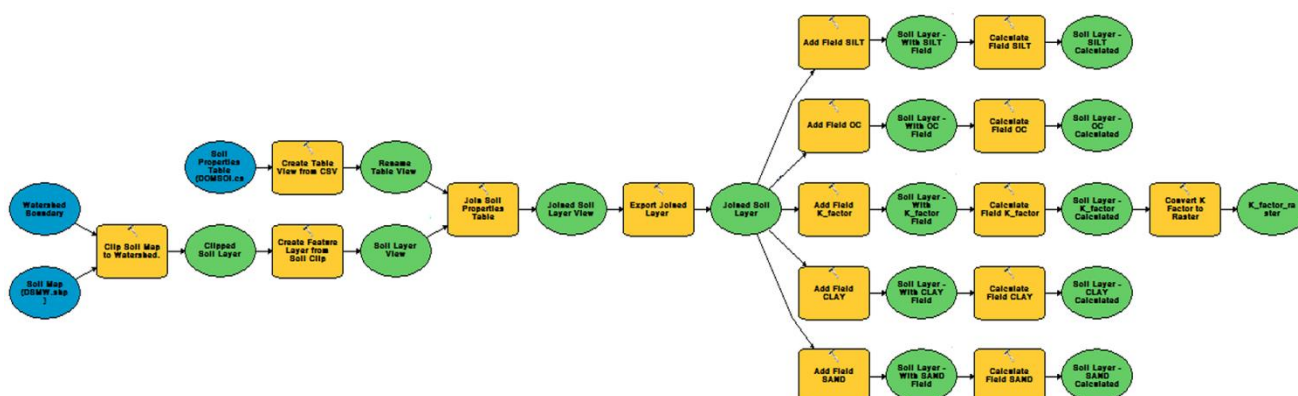 Add Field SILT
Soil Layer -
With SILT
Field
Calculate
Field SILT
Soil Layer -
SILT
Calculated
Add Field OC
Soil Layer -
With OC
Field
Calculate
Field OC
Soil Layer -
OC
Calculated
Soil
Properties
Table
(DOMSOI.cs
Create Table
View from CSV
Rename
Table View
Watershed
Boundary
Clip Soil Map
to Watershed.
Clipped
Soil Layer
Create Feature
Layer from
Soil Clip
Soil Layer
View
Soil Map
(DSMW.shp
)
Join Soil
Properties
Table
Joined Soil
Layer View
Export Joined
Layer
Joined Soil
Layer
Add Field
K_factor
Soil Layer -
With
K_factor
Field
Calculate
Field K_factor
Soil Layer -
K_factor
Calculated
Convert K
Factor to
Raster
K_factor_ra
ster
Add Field
CLAY
Soil Layer -
With CLAY
Field
Calculate
Field CLAY
Soil Layer -
CLAY
Calculated
Add Field
SAND
Soil Layer -
With SAND
Field
Calculate
Field SAND
Soil Layer -
SAND
Calculated